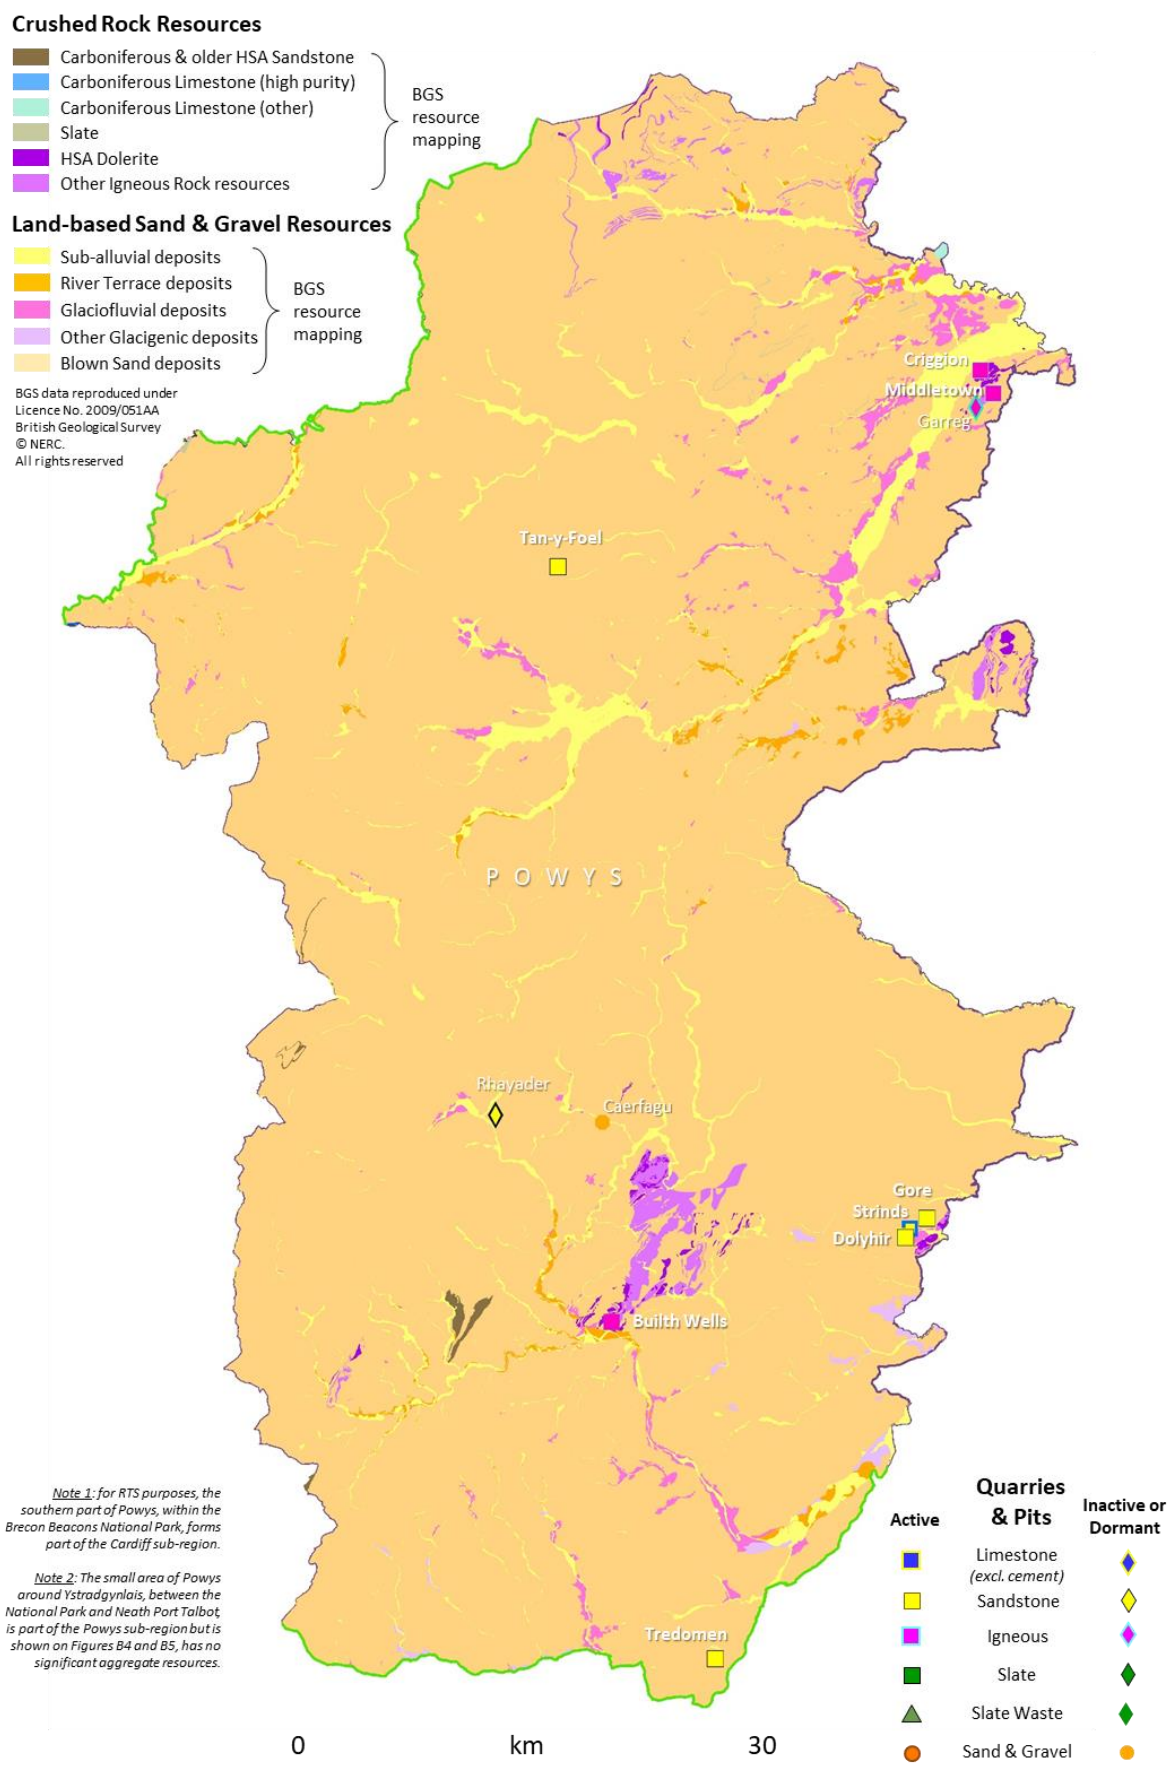 Crushed Rock Resources
Carboniferous & older HSA Sandstone
Carboniferous Limestone (high purity)
Carboniferous Limestone (other)
Slate
HSA Dolerite
Other Igneous Rock resources
BGS
resource
mapping
Land-based Sand & Gravel Resources
Sub-alluvial deposits
River Terrace deposits
Glaciofluvial deposits
Other Glacigenic deposits
Blown Sand deposits
BGS
resource
mapping
BGS data reproduced under
Licence No. 2009/051AA
British Geological Survey
© NERC.
All rights reserved
Criggion
Middletown
Garreg
Tan-y-Foel
POWYS
Rhayader
Caerfagu
Gore
Strinds
Dolyhir
Builth Wells
Tredomen
Note 1: for RTS purposes, the
southern part of Powys, within the
Brecon Beacons National Park, forms
part of the Cardiff sub-region.
Note 2: The small area of Powys
around Ystradgynlais, between the
National Park and Neath Port Talbot,
is part of the Powys sub-region but is
shown on Figures B4 and B5, has no
significant aggregate resources.
Quarries
& Pits
Active
Inactive or
Dormant
Limestone
(excl. cement)
Sandstone
Igneous
Slate
Slate Waste
Sand & Gravel
0 km 30